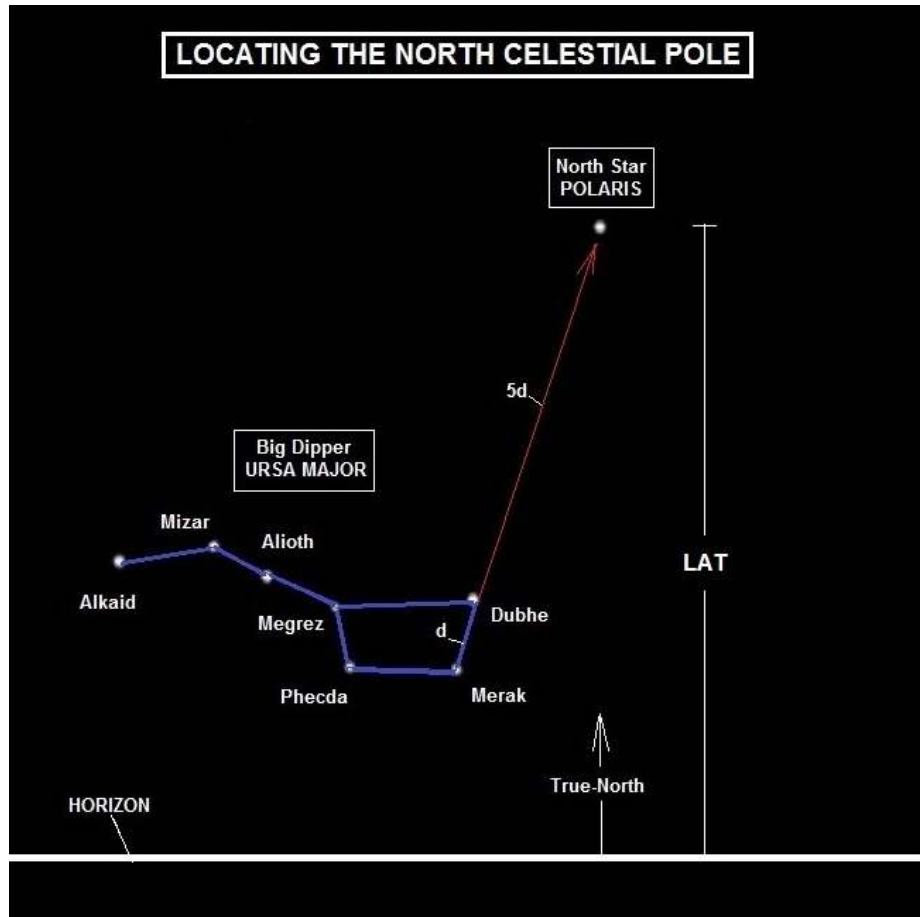 LOCATING THE NORTH CELESTIAL POLE
North Star
POLARIS
5d
Big Dipper
URSA MAJOR
Mizar
Alioth
LAT
Alkaid
Megrez
d
Dubhe
Phecda
Merak
True-North
HORIZON